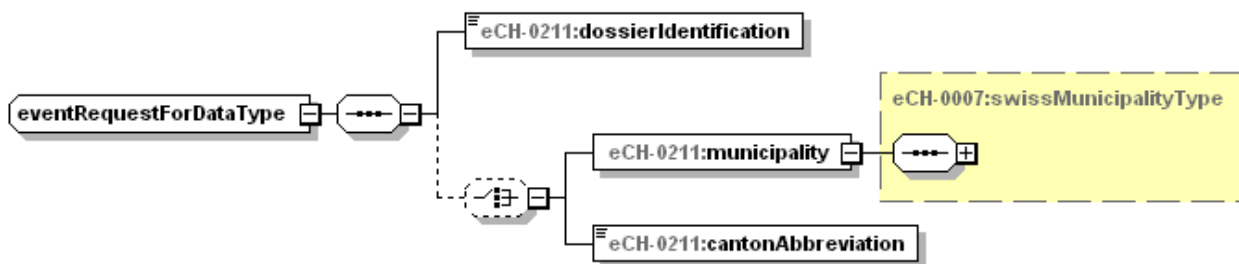 eCH-0211:dossierIdentification
eventRequestForDataType
eCH-0007:swissMunicipalityType
eCH-0211:municipality
eCH-0211:cantonAbbreviation